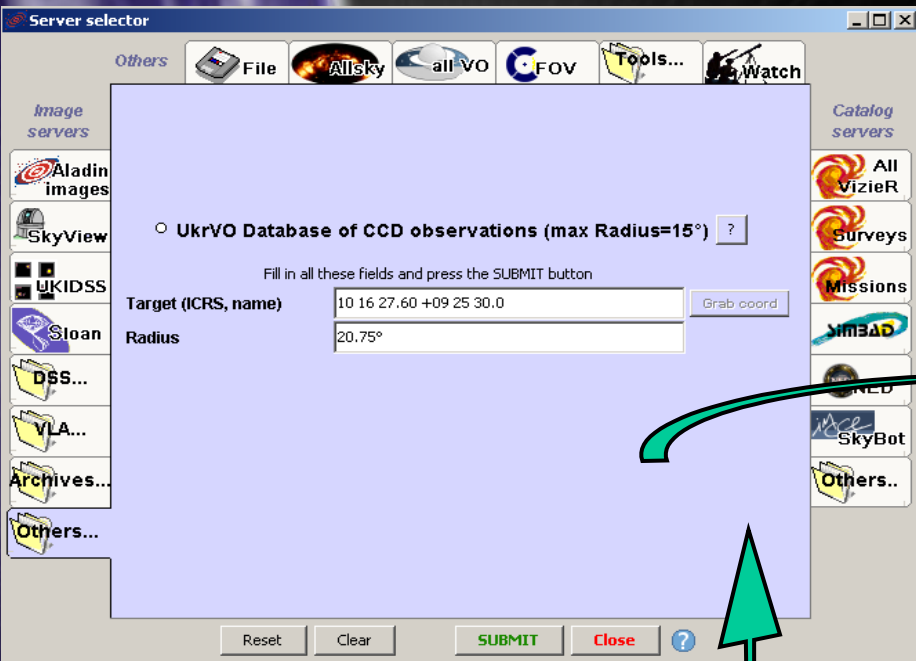 Server selector
Others
File
Allsky
all VO
FOV
Tools...
Watch
Image
servers
Catalog
servers
Aladin
images
SkyView
UKIDSS
Sloan
DSS...
VLA...
Archives...
Others...
UkrVO Database of CCD observations (max Radius=15°) ?
Fill in all these fields and press the SUBMIT button
Target (ICRS, name) 10 16 27.60 +09 25 30.0 Grab coord
Radius 20.75°
All
VizieR
Surveys
Missions
SIMBAD
NED
SkyBot
Others..
Reset Clear SUBMIT Close ?